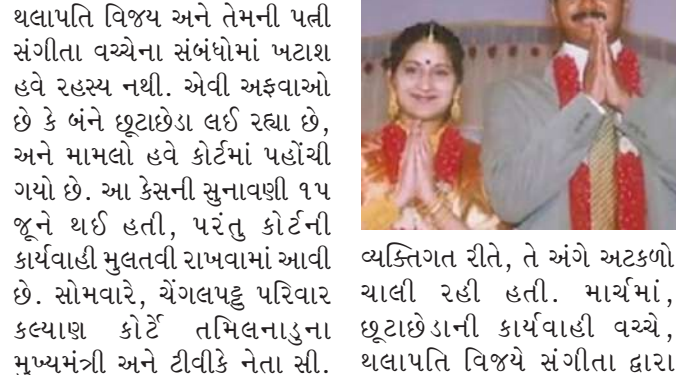 થલાપતિ વિજય અને તેમની પત્ની
સંગીતા વચ્ચેના સંબંધોમાં ખટાશ
હવે રહસ્ય નથી. એવી અફવાઓ
છે કે બંને છૂટાછેડા લઈ રહ્યા છે,
અને મામલો હવે કોર્ટમાં પહોંચી
ગયો છે. આ કેસની સુનાવણી ૧૫
જૂને થઈ હતી, પરંતુ કોર્ટની
કાર્યવાહી મુલતવી રાખવામાં આવી
છે. સોમવારે, ચેંગલપટ્ટુ પરિવાર
કલ્યાણ કોર્ટે તમિલનાડુના
મુખ્યમંત્રી અને ટીવીકે નેતા સી.
વ્યક્તિગત રીતે, તે અંગે અટકળો
ચાલી રહી હતી. માર્ચમાં,
છૂટાછેડાની કાર્યવાહી વચ્ચે,
થલાપતિ વિજયે સંગીતા દ્વારા